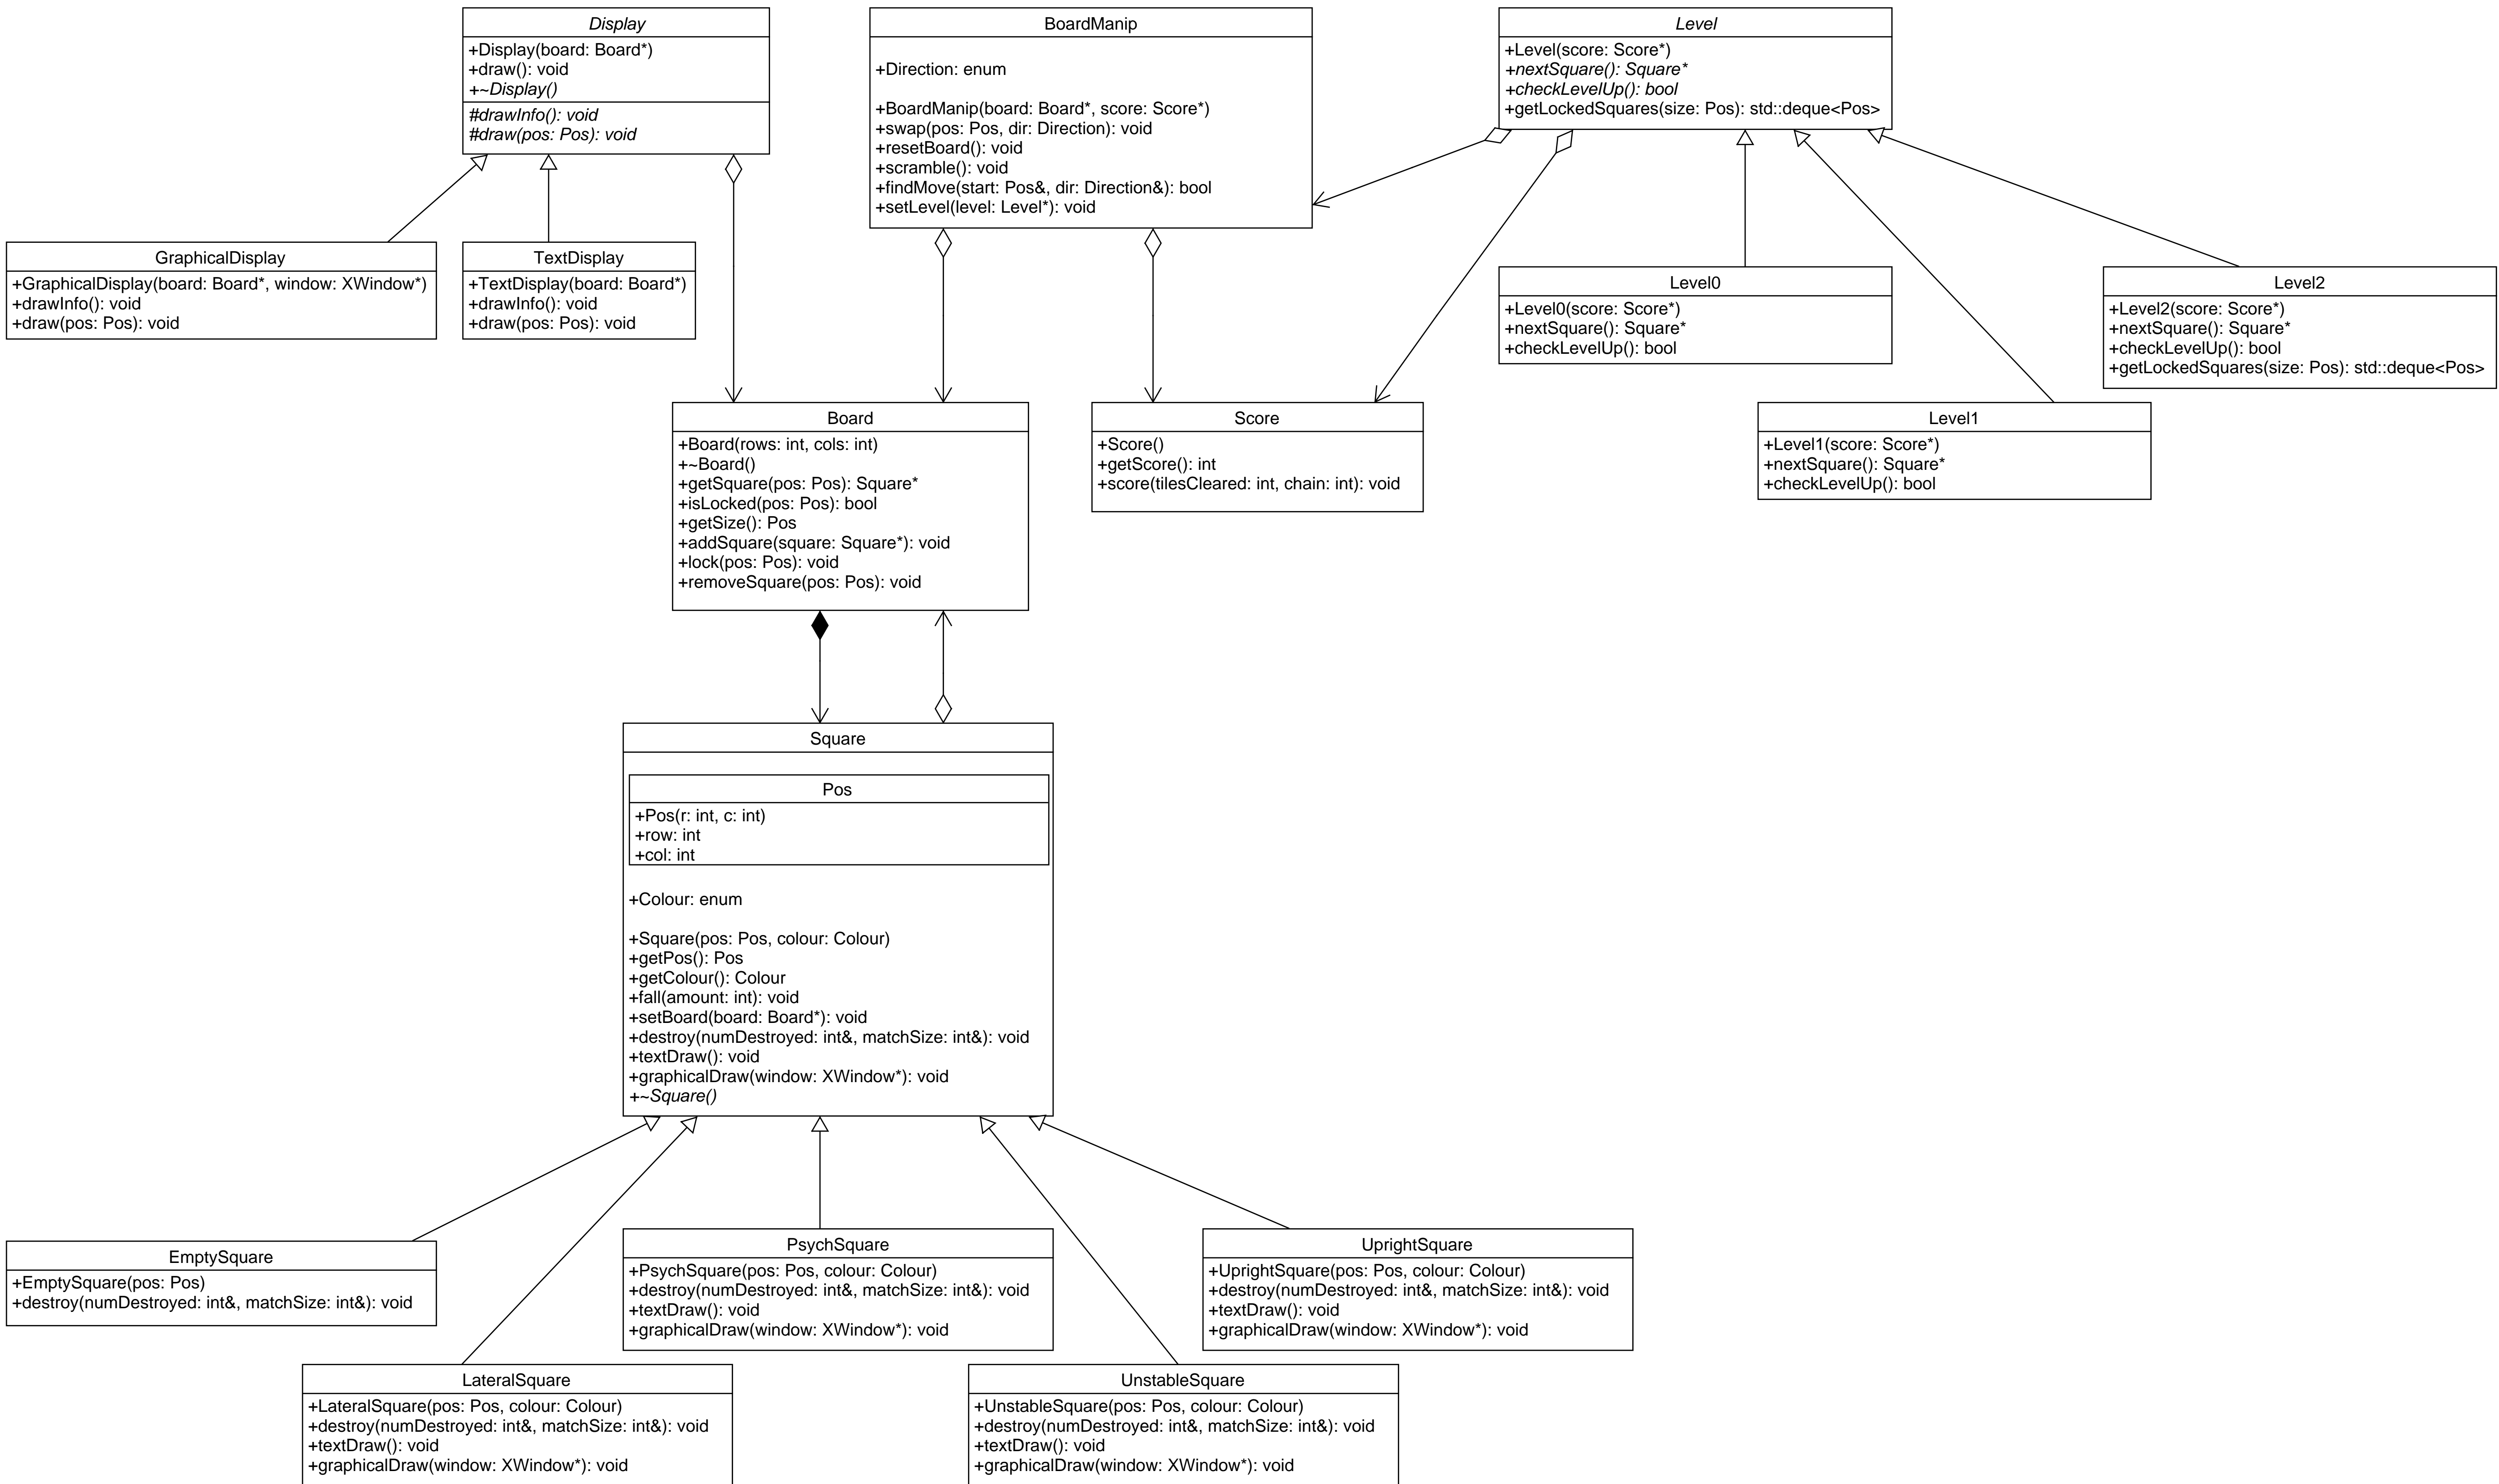 Display
+Display(board: Board*)
+draw(): void
+~Display()
#drawInfo(): void
#draw(pos: Pos): void
BoardManip
+Direction: enum
+BoardManip(board: Board*, score: Score*)
+swap(pos: Pos, dir: Direction): void
+resetBoard(): void
+scramble(): void
+findMove(start: Pos&, dir: Direction&): bool
+setLevel(level: Level*): void
Level
+Level(score: Score*)
+nextSquare(): Square*
+checkLevelUp(): bool
+getLockedSquares(size: Pos): std::deque<Pos>
GraphicalDisplay
+GraphicalDisplay(board: Board*, window: XWindow*)
+drawInfo(): void
+draw(pos: Pos): void
TextDisplay
+TextDisplay(board: Board*)
+drawInfo(): void
+draw(pos: Pos): void
Level0
+Level0(score: Score*)
+nextSquare(): Square*
+checkLevelUp(): bool
Level2
+Level2(score: Score*)
+nextSquare(): Square*
+checkLevelUp(): bool
+getLockedSquares(size: Pos): std::deque<Pos>
Board
+Board(rows: int, cols: int)
+~Board()
+getSquare(pos: Pos): Square*
+isLocked(pos: Pos): bool
+getSize(): Pos
+addSquare(square: Square*): void
+lock(pos: Pos): void
+removeSquare(pos: Pos): void
Score
+Score()
+getScore(): int
+score(tilesCleared: int, chain: int): void
Level1
+Level1(score: Score*)
+nextSquare(): Square*
+checkLevelUp(): bool
Square
Pos
+Pos(r: int, c: int)
+row: int
+col: int
+Colour: enum
+Square(pos: Pos, colour: Colour)
+getPos(): Pos
+getColour(): Colour
+fall(amount: int): void
+setBoard(board: Board*): void
+destroy(numDestroyed: int&, matchSize: int&): void
+textDraw(): void
+graphicalDraw(window: XWindow*): void
+~Square()
EmptySquare
+EmptySquare(pos: Pos)
+destroy(numDestroyed: int&, matchSize: int&): void
PsychSquare
+PsychSquare(pos: Pos, colour: Colour)
+destroy(numDestroyed: int&, matchSize: int&): void
+textDraw(): void
+graphicalDraw(window: XWindow*): void
UprightSquare
+UprightSquare(pos: Pos, colour: Colour)
+destroy(numDestroyed: int&, matchSize: int&): void
+textDraw(): void
+graphicalDraw(window: XWindow*): void
LateralSquare
+LateralSquare(pos: Pos, colour: Colour)
+destroy(numDestroyed: int&, matchSize: int&): void
+textDraw(): void
+graphicalDraw(window: XWindow*): void
UnstableSquare
+UnstableSquare(pos: Pos, colour: Colour)
+destroy(numDestroyed: int&, matchSize: int&): void
+textDraw(): void
+graphicalDraw(window: XWindow*): void